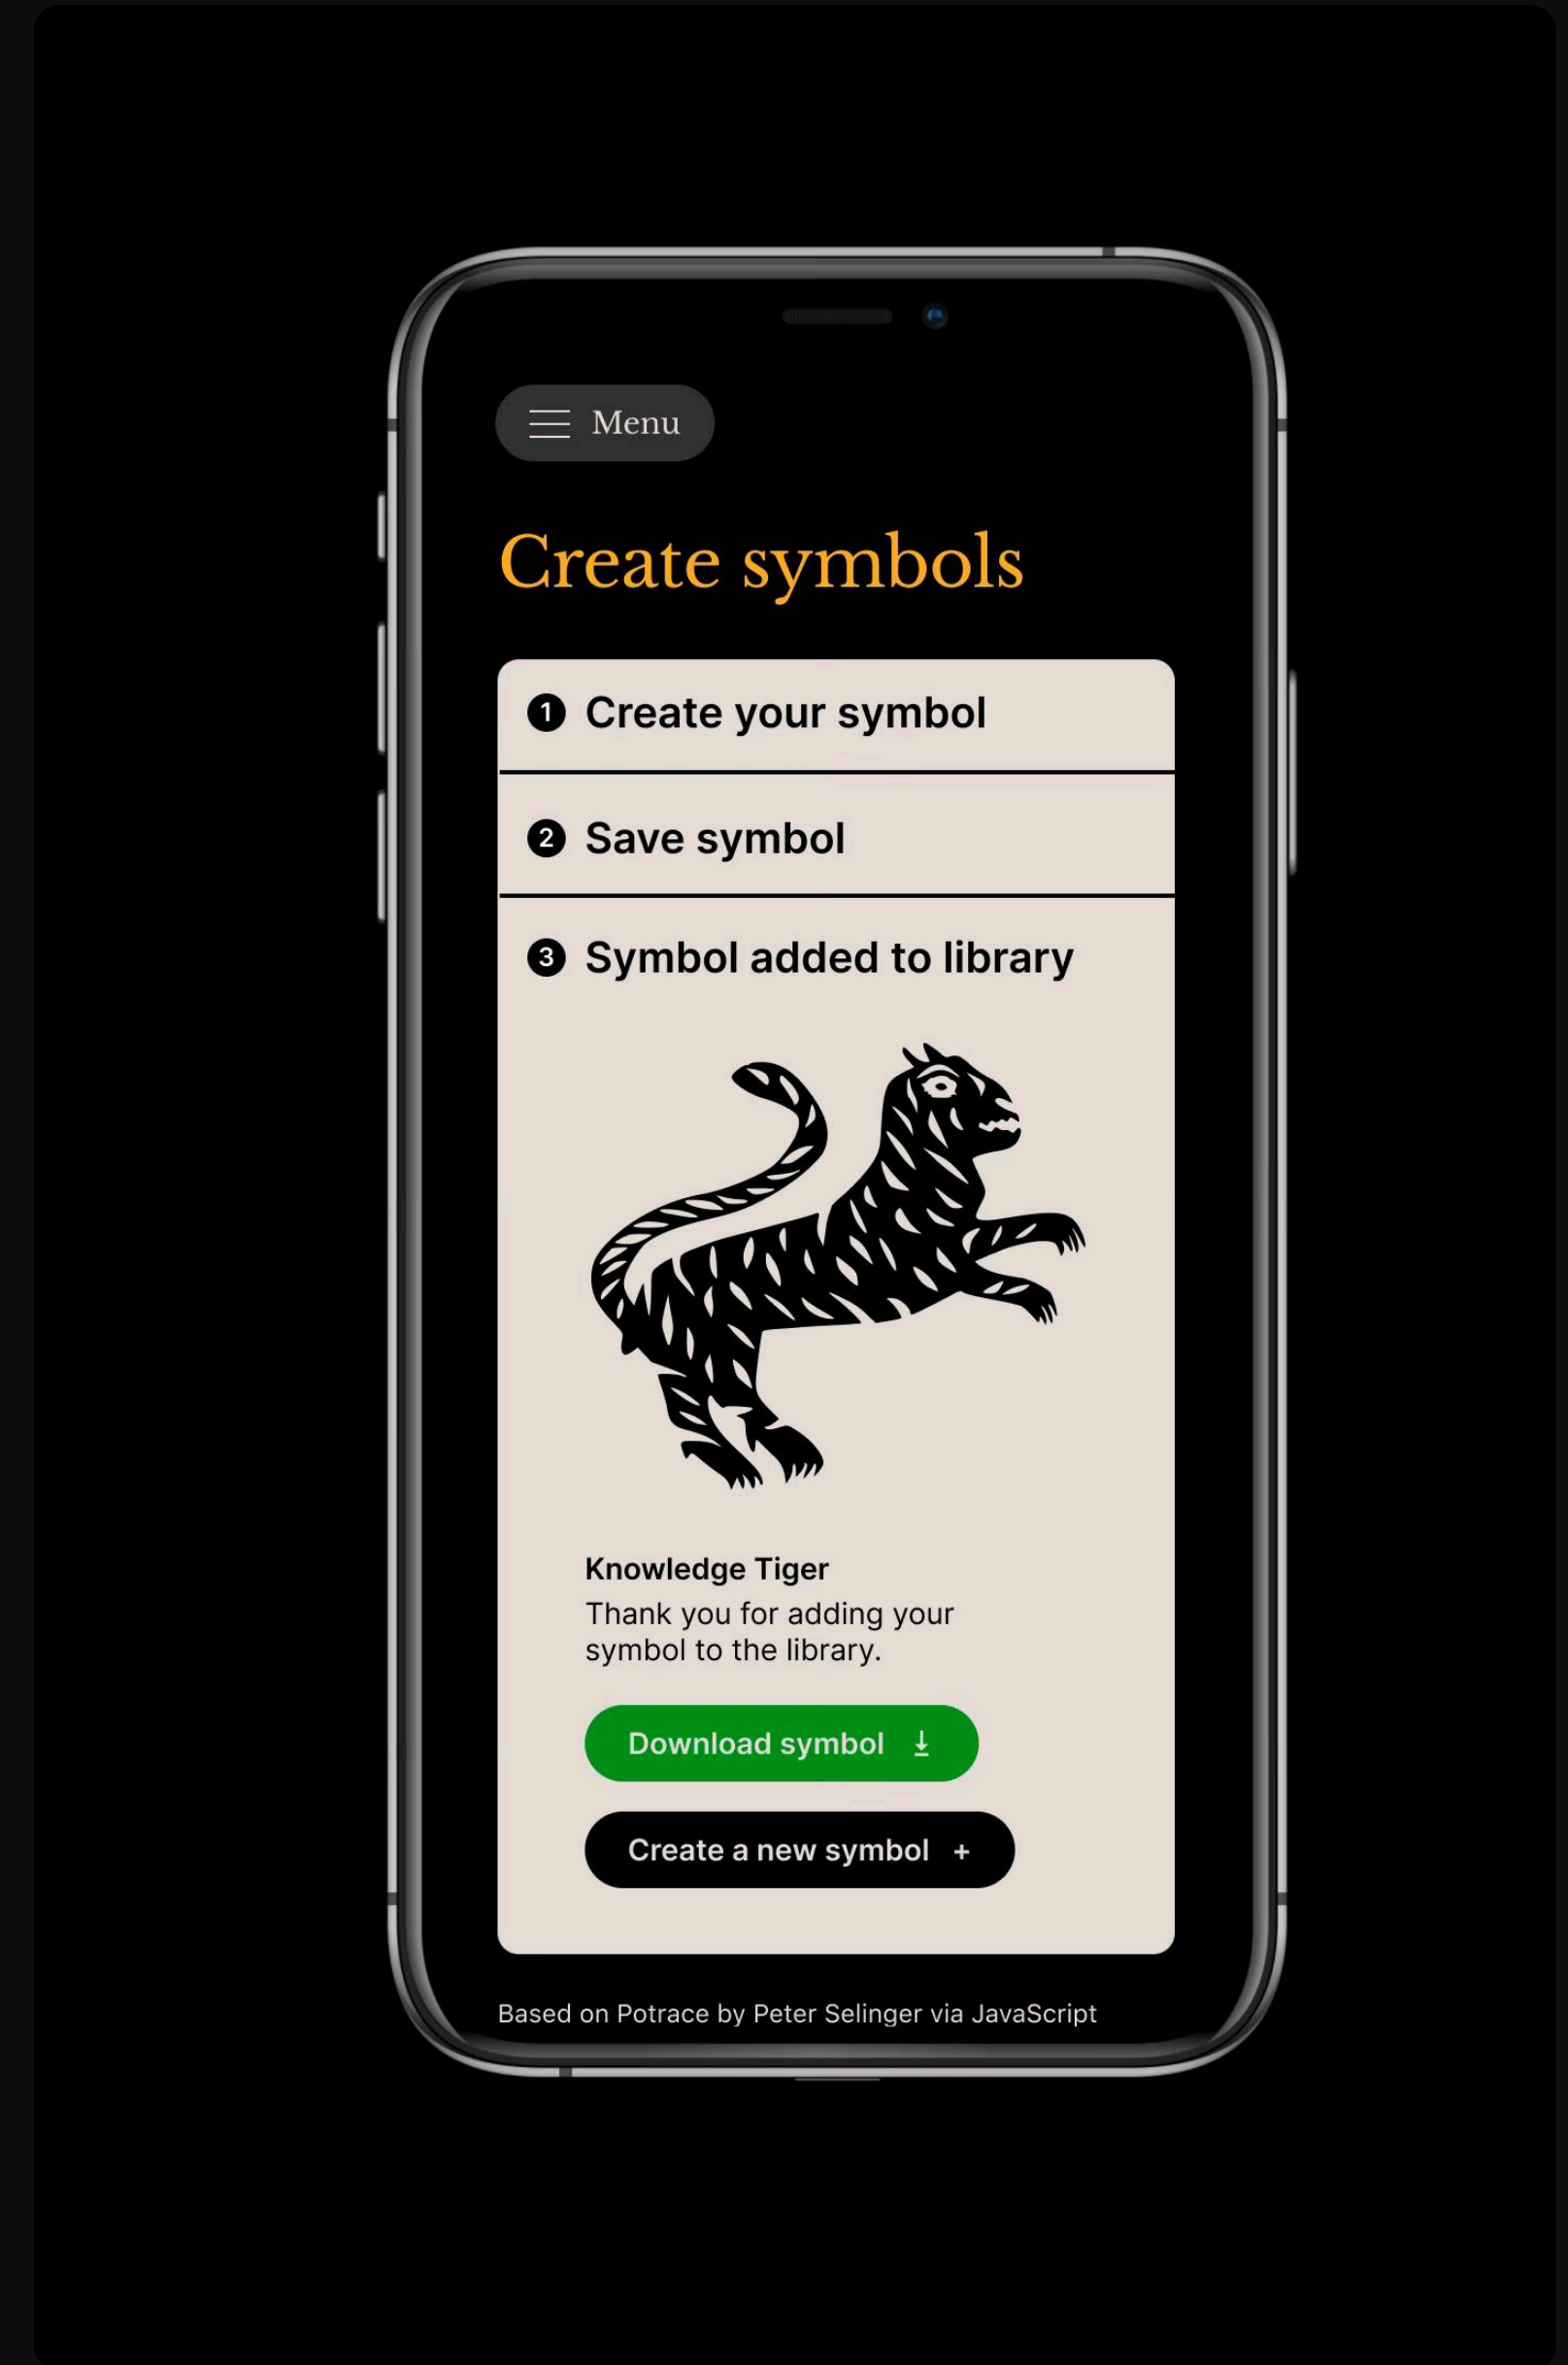 Menu
Create symbols
1 Create your symbol
2 Save symbol
3 Symbol added to library
Knowledge Tiger
Thank you for adding your
symbol to the library.
Download symbol
Create a new symbol +
Based on Potrace by Peter Selinger via JavaScript